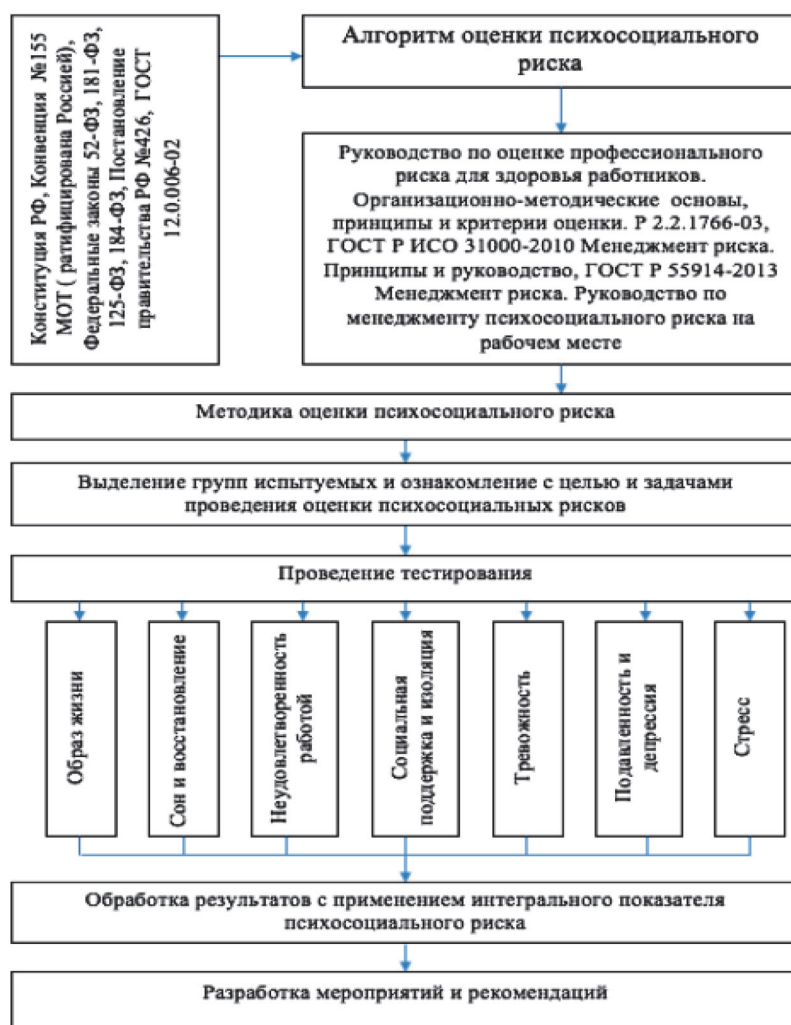 Конституция РФ, Конвенция №155
МОТ ( ратифицирована Россией),
Федеральные законы 52-ФЗ, 181-ФЗ,
125-ФЗ, 184-ФЗ, Постановление
правительства РФ №426, ГОСТ
12.0.006-02
Алгоритм оценки психосоциального
риска
Руководство по оценке профессионального
риска для здоровья работников.
Организационно-методические основы,
принципы и критерии оценки. Р 2.2.1766-03,
ГОСТ Р ИСО 31000-2010 Менеджмент риска.
Принципы и руководство, ГОСТ Р 55914-2013
Менеджмент риска. Руководство по
менеджменту психосоциального риска на
рабочем месте
Методика оценки психосоциального риска
Выделение групп испытуемых и ознакомление с целью и задачами
проведения оценки психосоциальных рисков
Проведение тестирования
Образ жизни
Сон и восстановление
Неудовлетворенность
работой
Социальная
поддержка и изоляция
Тревожность
Подавленность и
депрессия
Стресс
Обработка результатов с применением интегрального показателя
психосоциального риска
Разработка мероприятий и рекомендаций